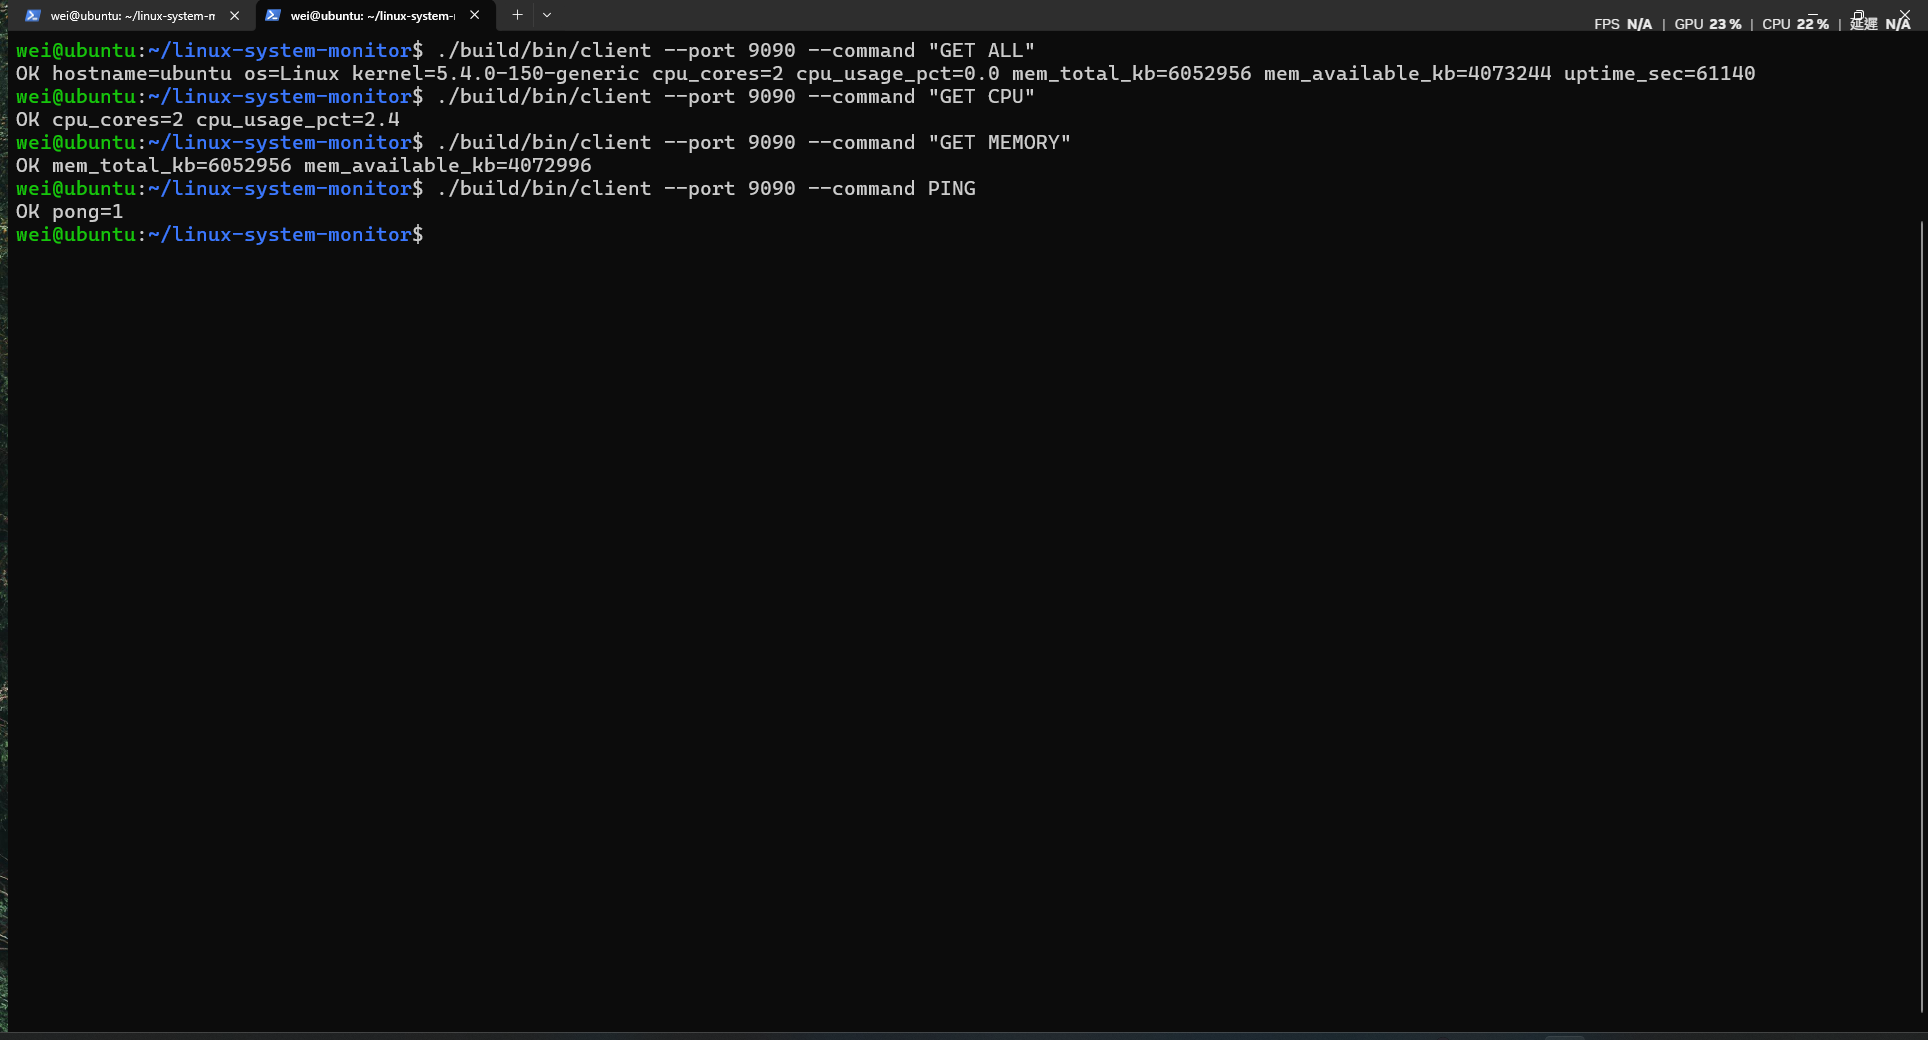 wei@ubuntu: ~/linux-system-m
wei@ubuntu: ~/linux-system-
FPS N/A | GPU 23% | CPU 22% | 延遲 N/A
wei@ubuntu:~/linux-system-monitor$ ./build/bin/client --port 9090 --command "GET ALL"
OK hostname=ubuntu os=Linux kernel=5.4.0-150-generic cpu_cores=2 cpu_usage_pct=0.0 mem_total_kb=6052956 mem_available_kb=4073244 uptime_sec=61140
wei@ubuntu:~/linux-system-monitor$ ./build/bin/client --port 9090 --command "GET CPU"
OK cpu_cores=2 cpu_usage_pct=2.4
wei@ubuntu:~/linux-system-monitor$ ./build/bin/client --port 9090 --command "GET MEMORY"
OK mem_total_kb=6052956 mem_available_kb=4072996
wei@ubuntu:~/linux-system-monitor$ ./build/bin/client --port 9090 --command PING
OK pong=1
wei@ubuntu:~/linux-system-monitor$